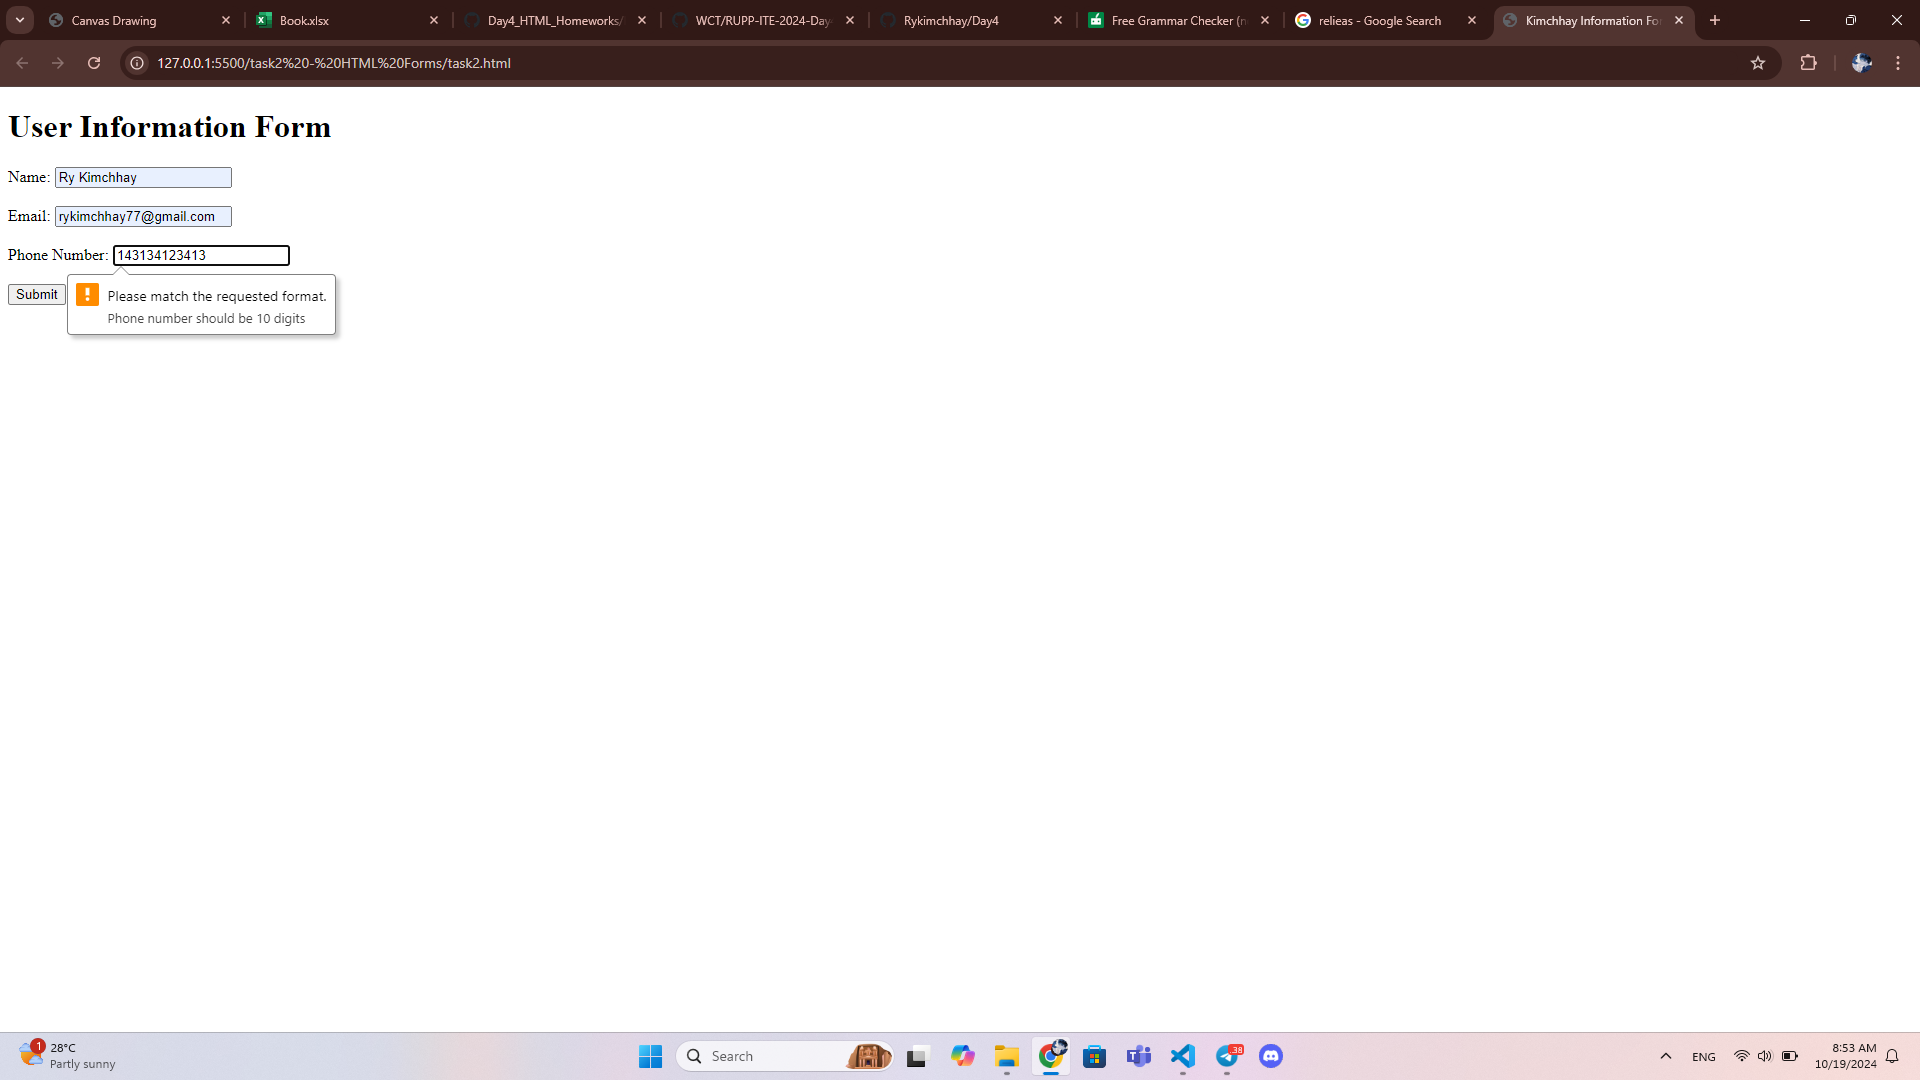 Canvas Drawing
Book.xlsx
Day4_HTML_Homeworks/
WCT/RUPP-ITE-2024-Day
Rykimchhay/Day4
Free Grammar Checker (n
relieas - Google Search
Kimchhay Information Fo
127.0.0.1:5500/task2%20-%20HTML%20Forms/task2.html
User Information Form
Name: Ry Kimchhay
Email: rykimchhay77@gmail.com
Phone Number: 143134123413
Submit
Please match the requested format.
Phone number should be 10 digits
1
28°C
Partly sunny
Search
38
ENG
8:53 AM
10/19/2024